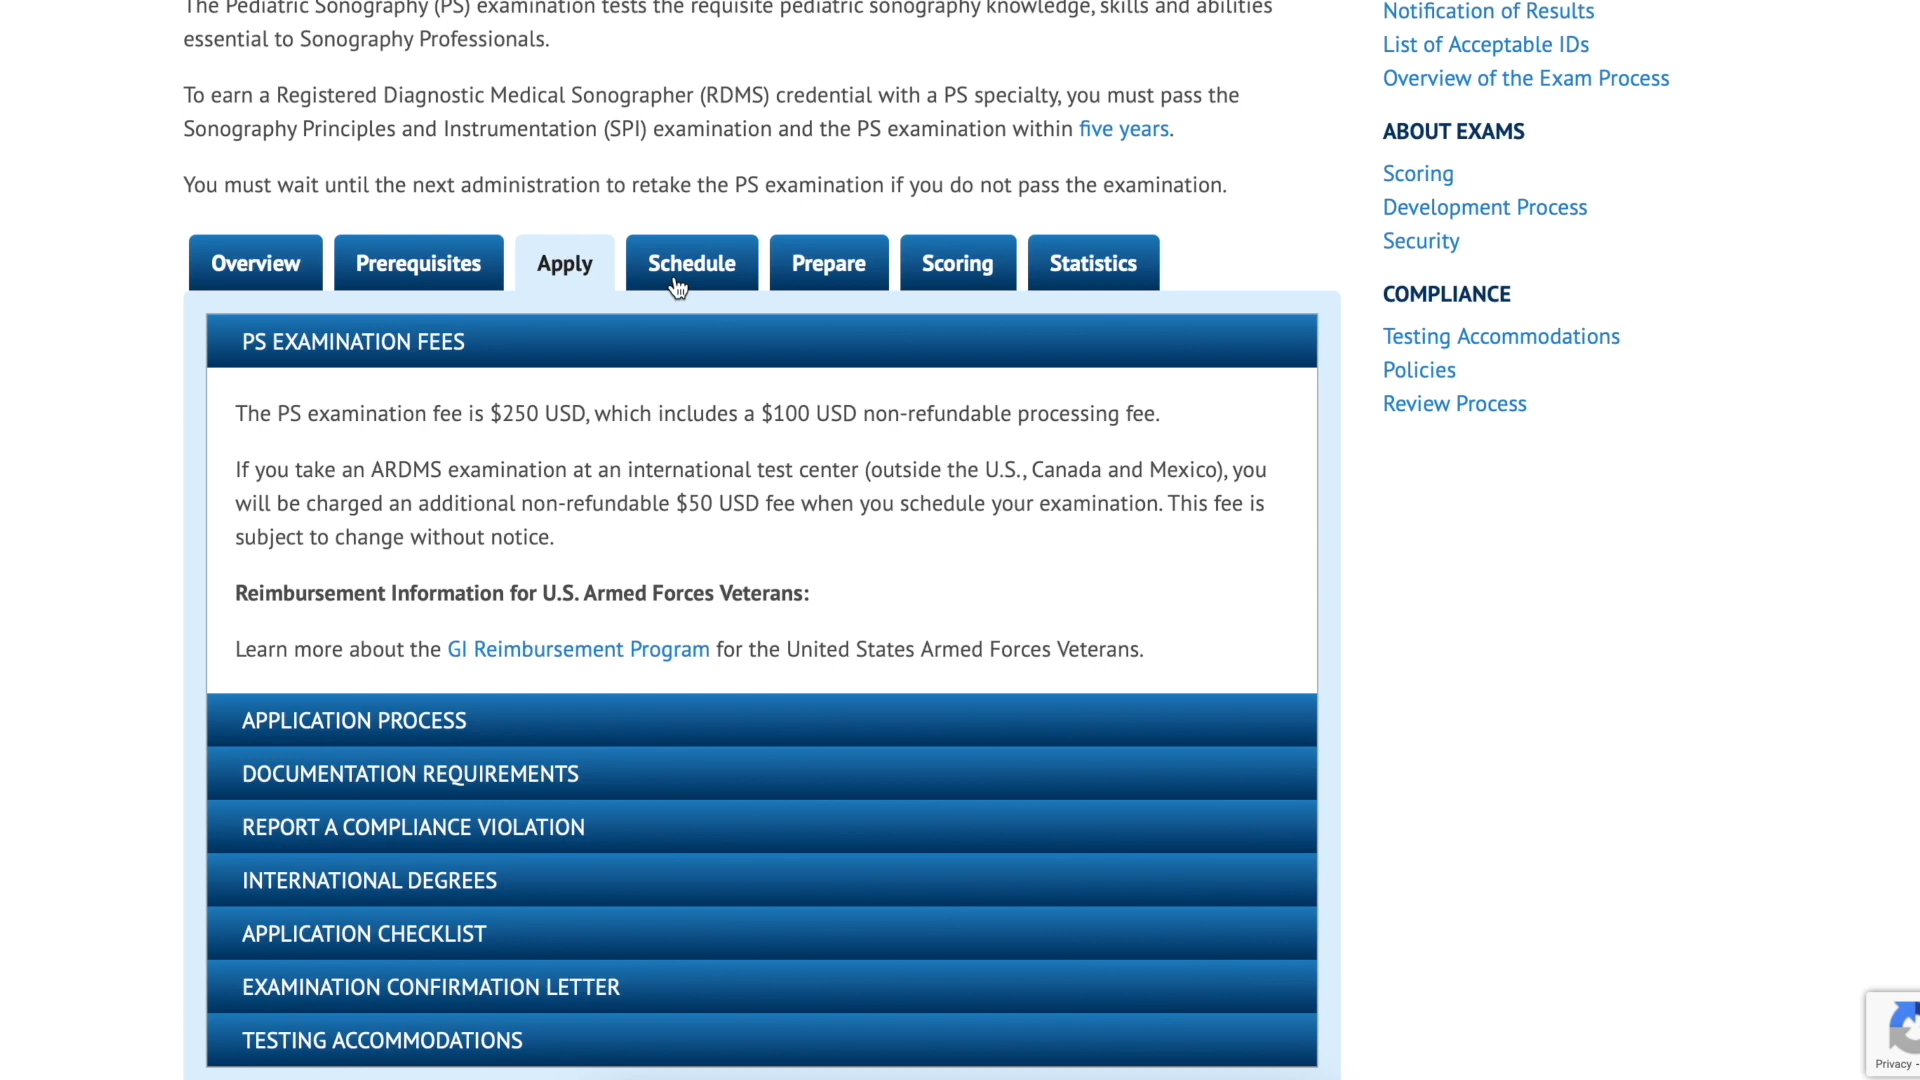 The Pediatric Sonography (PS) examination tests the requisite pediatric sonography knowledge, skills and abilities
essential to Sonography Professionals.
To earn a Registered Diagnostic Medical Sonographer (RDMS) credential with a PS specialty, you must pass the
Sonography Principles and Instrumentation (SPI) examination and the PS examination within five years.
You must wait until the next administration to retake the PS examination if you do not pass the examination.
Overview Prerequisites Apply Schedule Prepare Scoring Statistics
PS EXAMINATION FEES
The PS examination fee is $250 USD, which includes a $100 USD non-refundable processing fee.
If you take an ARDMS examination at an international test center (outside the U.S., Canada and Mexico), you
will be charged an additional non-refundable $50 USD fee when you schedule your examination. This fee is
subject to change without notice.
Reimbursement Information for U.S. Armed Forces Veterans:
Learn more about the GI Reimbursement Program for the United States Armed Forces Veterans.
APPLICATION PROCESS
DOCUMENTATION REQUIREMENTS
REPORT A COMPLIANCE VIOLATION
INTERNATIONAL DEGREES
APPLICATION CHECKLIST
EXAMINATION CONFIRMATION LETTER
TESTING ACCOMMODATIONS
Notification of Results
List of Acceptable IDs
Overview of the Exam Process
ABOUT EXAMS
Scoring
Development Process
Security
COMPLIANCE
Testing Accommodations
Policies
Review Process
Privacy -